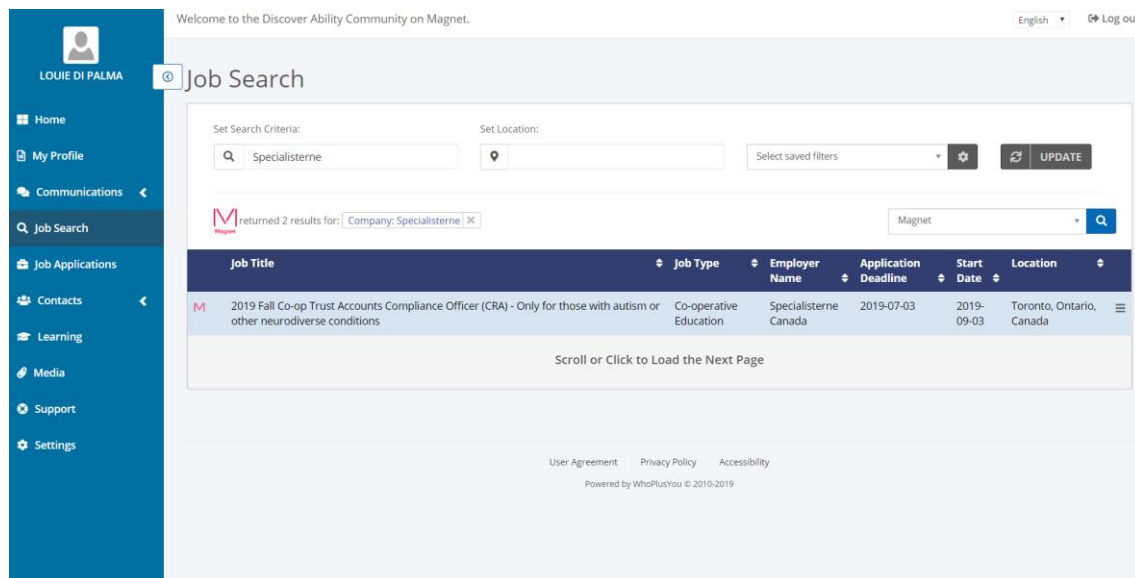 Welcome to the Discover Ability Community on Magnet.
English
Log ou
LOUIE DI PALMA
Home
My Profile
Communications
Job Search
Job Applications
Contacts
Learning
Media
Support
Settings
Job Search
Set Search Criteria:
Set Location:
Specialisterne
Select saved filters
UPDATE
Magnet
returned 2 results for: Company: Specialisterne
Magnet
Job Title
Job Type
Employer
Name
Application
Deadline
Start
Date
Location
M
2019 Fall Co-op Trust Accounts Compliance Officer (CRA) - Only for those with autism or
other neurodiverse conditions
Co-operative
Education
Specialisterne
Canada
2019-07-03
2019-
09-03
Toronto, Ontario,
Canada
Scroll or Click to Load the Next Page
User Agreement Privacy Policy Accessibility
Powered by WhoPlusYou © 2010-2019